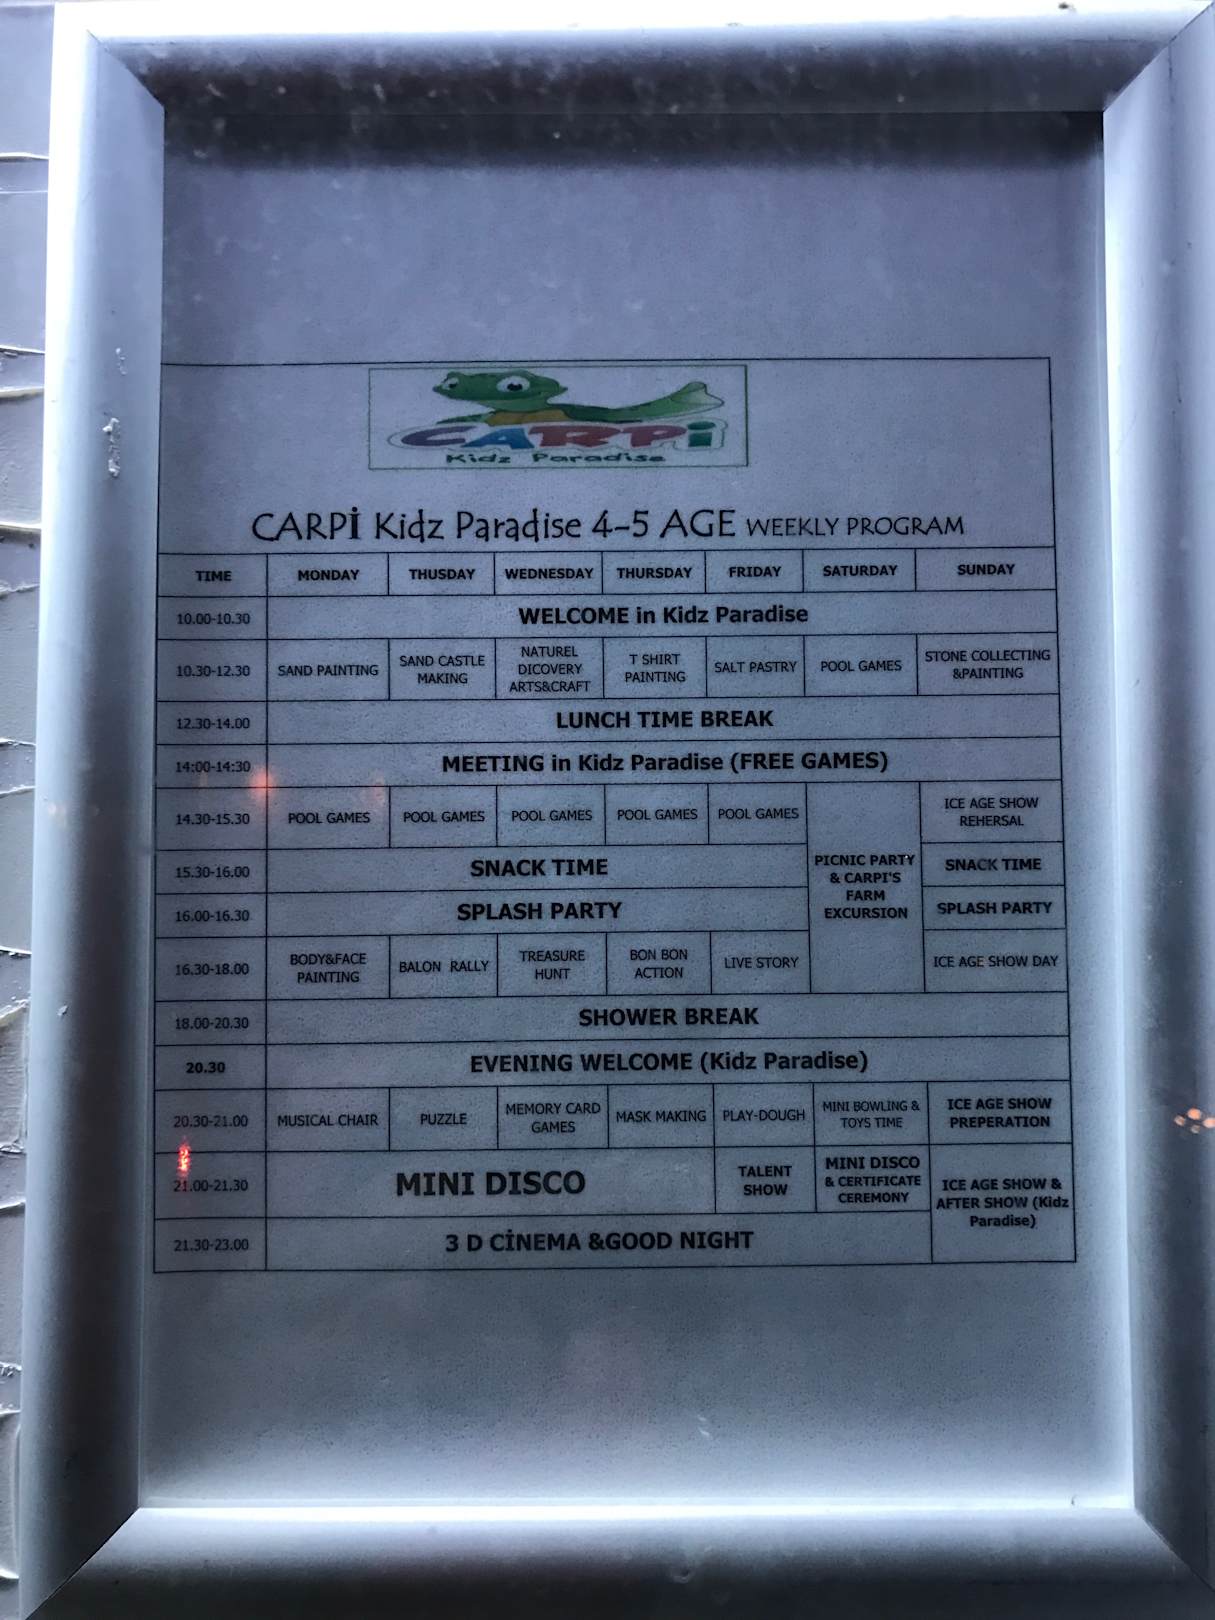 CARPi
Kidz Paradise
CARPİ Kidz Paradise 4-5 AGE WEEKLY PROGRAM
TIME MONDAY THUSDAY WEDNESDAY THURSDAY FRIDAY SATURDAY SUNDAY
10.00-10.30 WELCOME in Kidz Paradise
10.30-12.30 SAND PAINTING SAND CASTLE MAKING NATUREL DICOVERY ARTS&CRAFT T SHIRT PAINTING SALT PASTRY POOL GAMES STONE COLLECTING &PAINTING
12.30-14.00 LUNCH TIME BREAK
14:00-14:30 MEETING in Kidz Paradise (FREE GAMES)
14.30-15.30 POOL GAMES POOL GAMES POOL GAMES POOL GAMES POOL GAMES PICNIC PARTY & CARPI'S FARM EXCURSION ICE AGE SHOW REHERSAL
15.30-16.00 SNACK TIME SNACK TIME
16.00-16.30 SPLASH PARTY SPLASH PARTY
16.30-18.00 BODY&FACE PAINTING BALON RALLY TREASURE HUNT BON BON ACTION LIVE STORY ICE AGE SHOW DAY
18.00-20.30 SHOWER BREAK
20.30 EVENING WELCOME (Kidz Paradise)
20.30-21.00 MUSICAL CHAIR PUZZLE MEMORY CARD GAMES MASK MAKING PLAY-DOUGH MINI BOWLING & TOYS TIME ICE AGE SHOW PREPERATION
21.00-21.30 MINI DISCO TALENT SHOW MINI DISCO & CERTIFICATE CEREMONY ICE AGE SHOW & AFTER SHOW (Kidz Paradise)
21.30-23.00 3 D CİNEMA &GOOD NIGHT